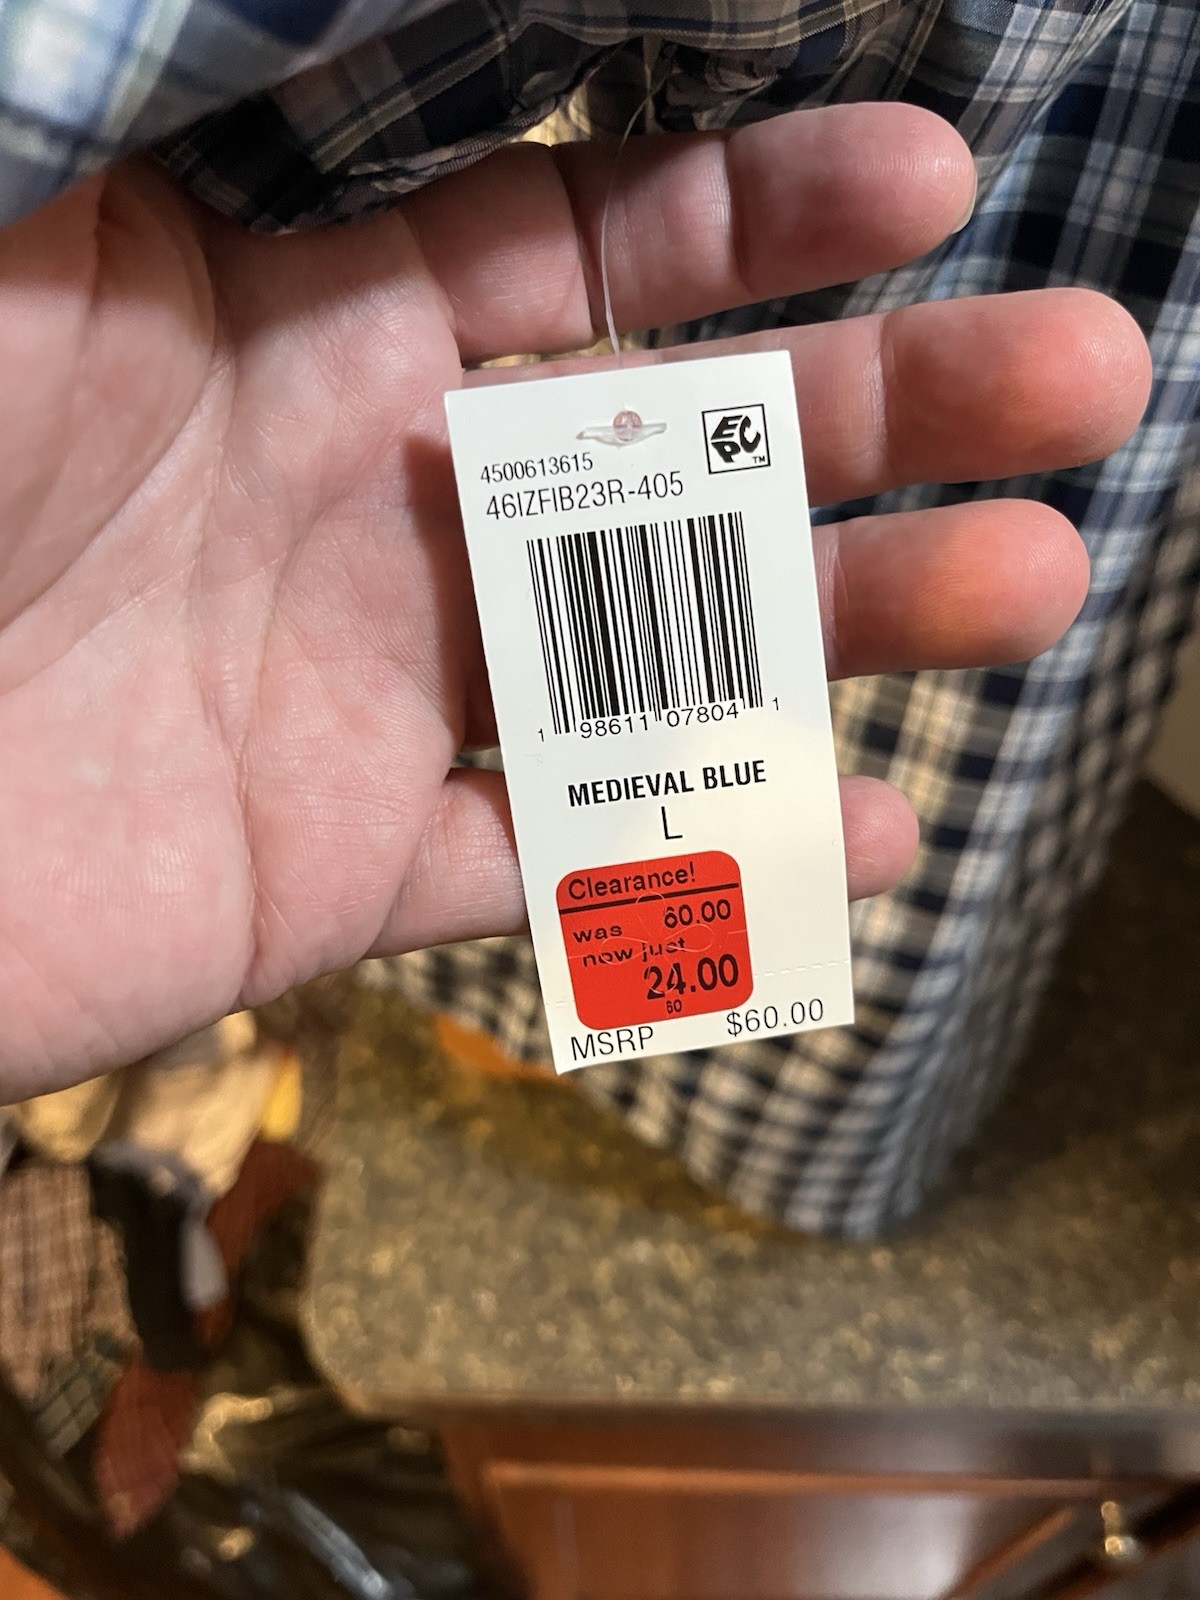 EPC
TM
4500613615
46IZFIB23R-405
1 98611 07804 1
MEDIEVAL BLUE
L
Clearance!
was 60.00
now just
24.00
60
MSRP $60.00